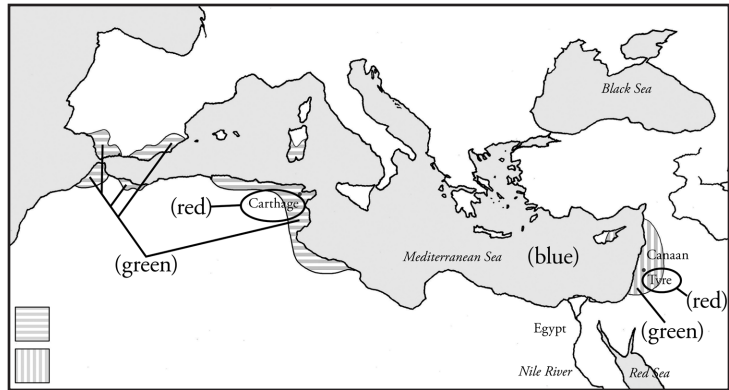 Black Sea
(red)
Carthage
(green)
Mediterranean Sea
(blue)
Canaan
Tyre
(red)
(green)
Egypt
Nile River
Red Sea